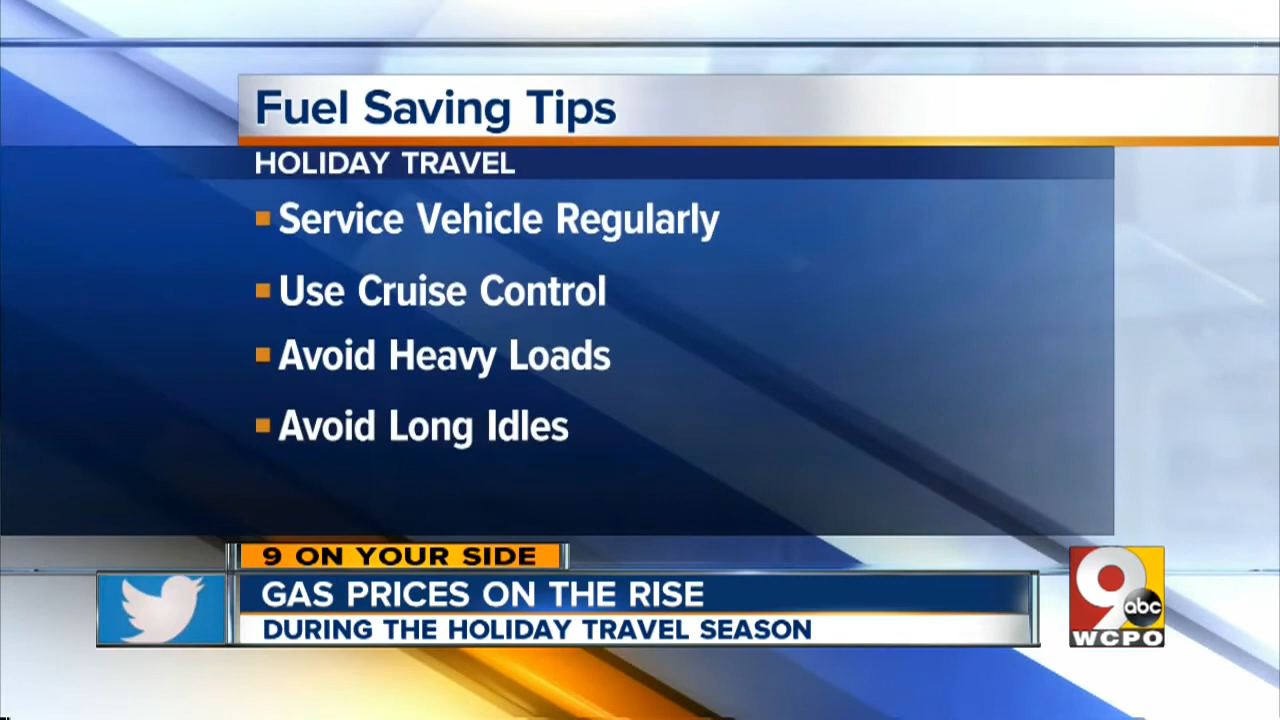 Fuel Saving Tips
HOLIDAY TRAVEL
Service Vehicle Regularly
Use Cruise Control
Avoid Heavy Loads
Avoid Long Idles
9 ON YOUR SIDE
GAS PRICES ON THE RISE
DURING THE HOLIDAY TRAVEL SEASON
9
abc
WCPO